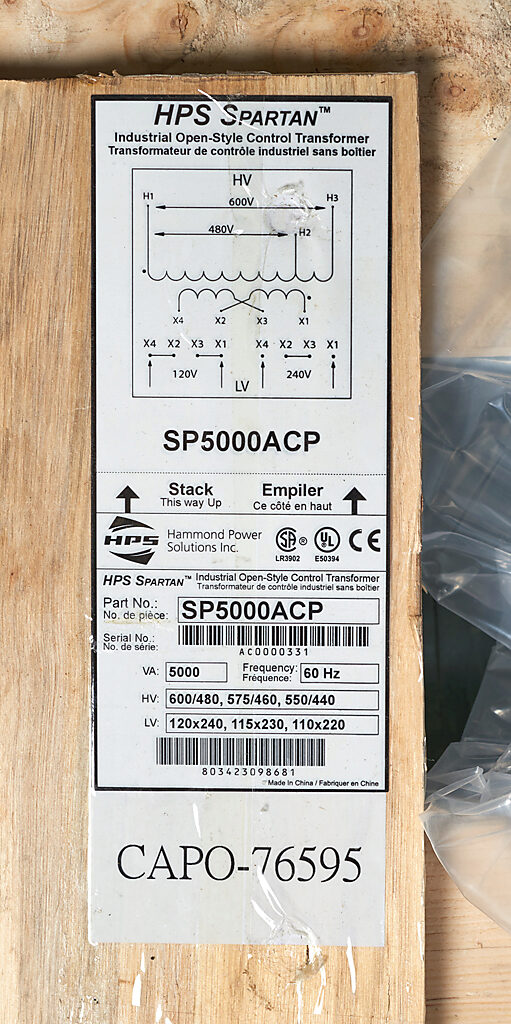 HPS SPARTAN™
Industrial Open-Style Control Transformer
Transformateur de contrôle industriel sans boîtier
HV
H1 600V H3
480V H2
X4 X2 X3 X1
X4 X2 X3 X1 X4 X2 X3 X1
120V 240V
LV
SP5000ACP
Stack Empiler
This way Up Ce côté en haut
HPS Hammond Power Solutions Inc. SA ® UL CE
LR3902 E50394
HPS SPARTAN™ Industrial Open-Style Control Transformer
Transformateur de contrôle industriel sans boîtier
Part No.: SP5000ACP
No. de pièce:
Serial No.:
No. de série:
AC0000331
VA: 5000 Frequency: 60 Hz
Fréquence:
HV: 600/480, 575/460, 550/440
LV: 120x240, 115x230, 110x220
803423098681
Made In China / Fabriquer en Chine
CAPO-76595